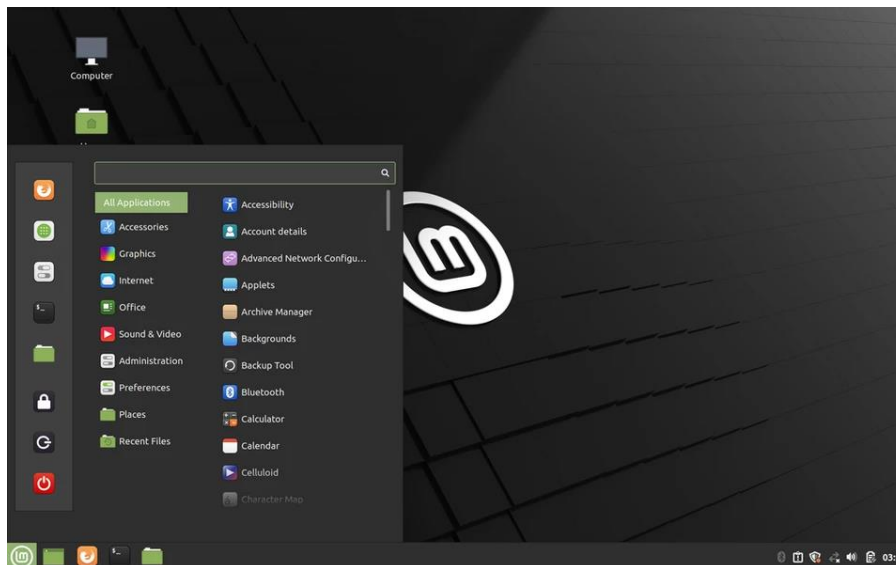 Computer
All Applications
Accessories
Graphics
Internet
Office
Sound & Video
Administration
Preferences
Places
Recent Files
Accessibility
Account details
Advanced Network Configu...
Applets
Archive Manager
Backgrounds
Backup Tool
Bluetooth
Calculator
Calendar
Celluloid
Character Map
03: